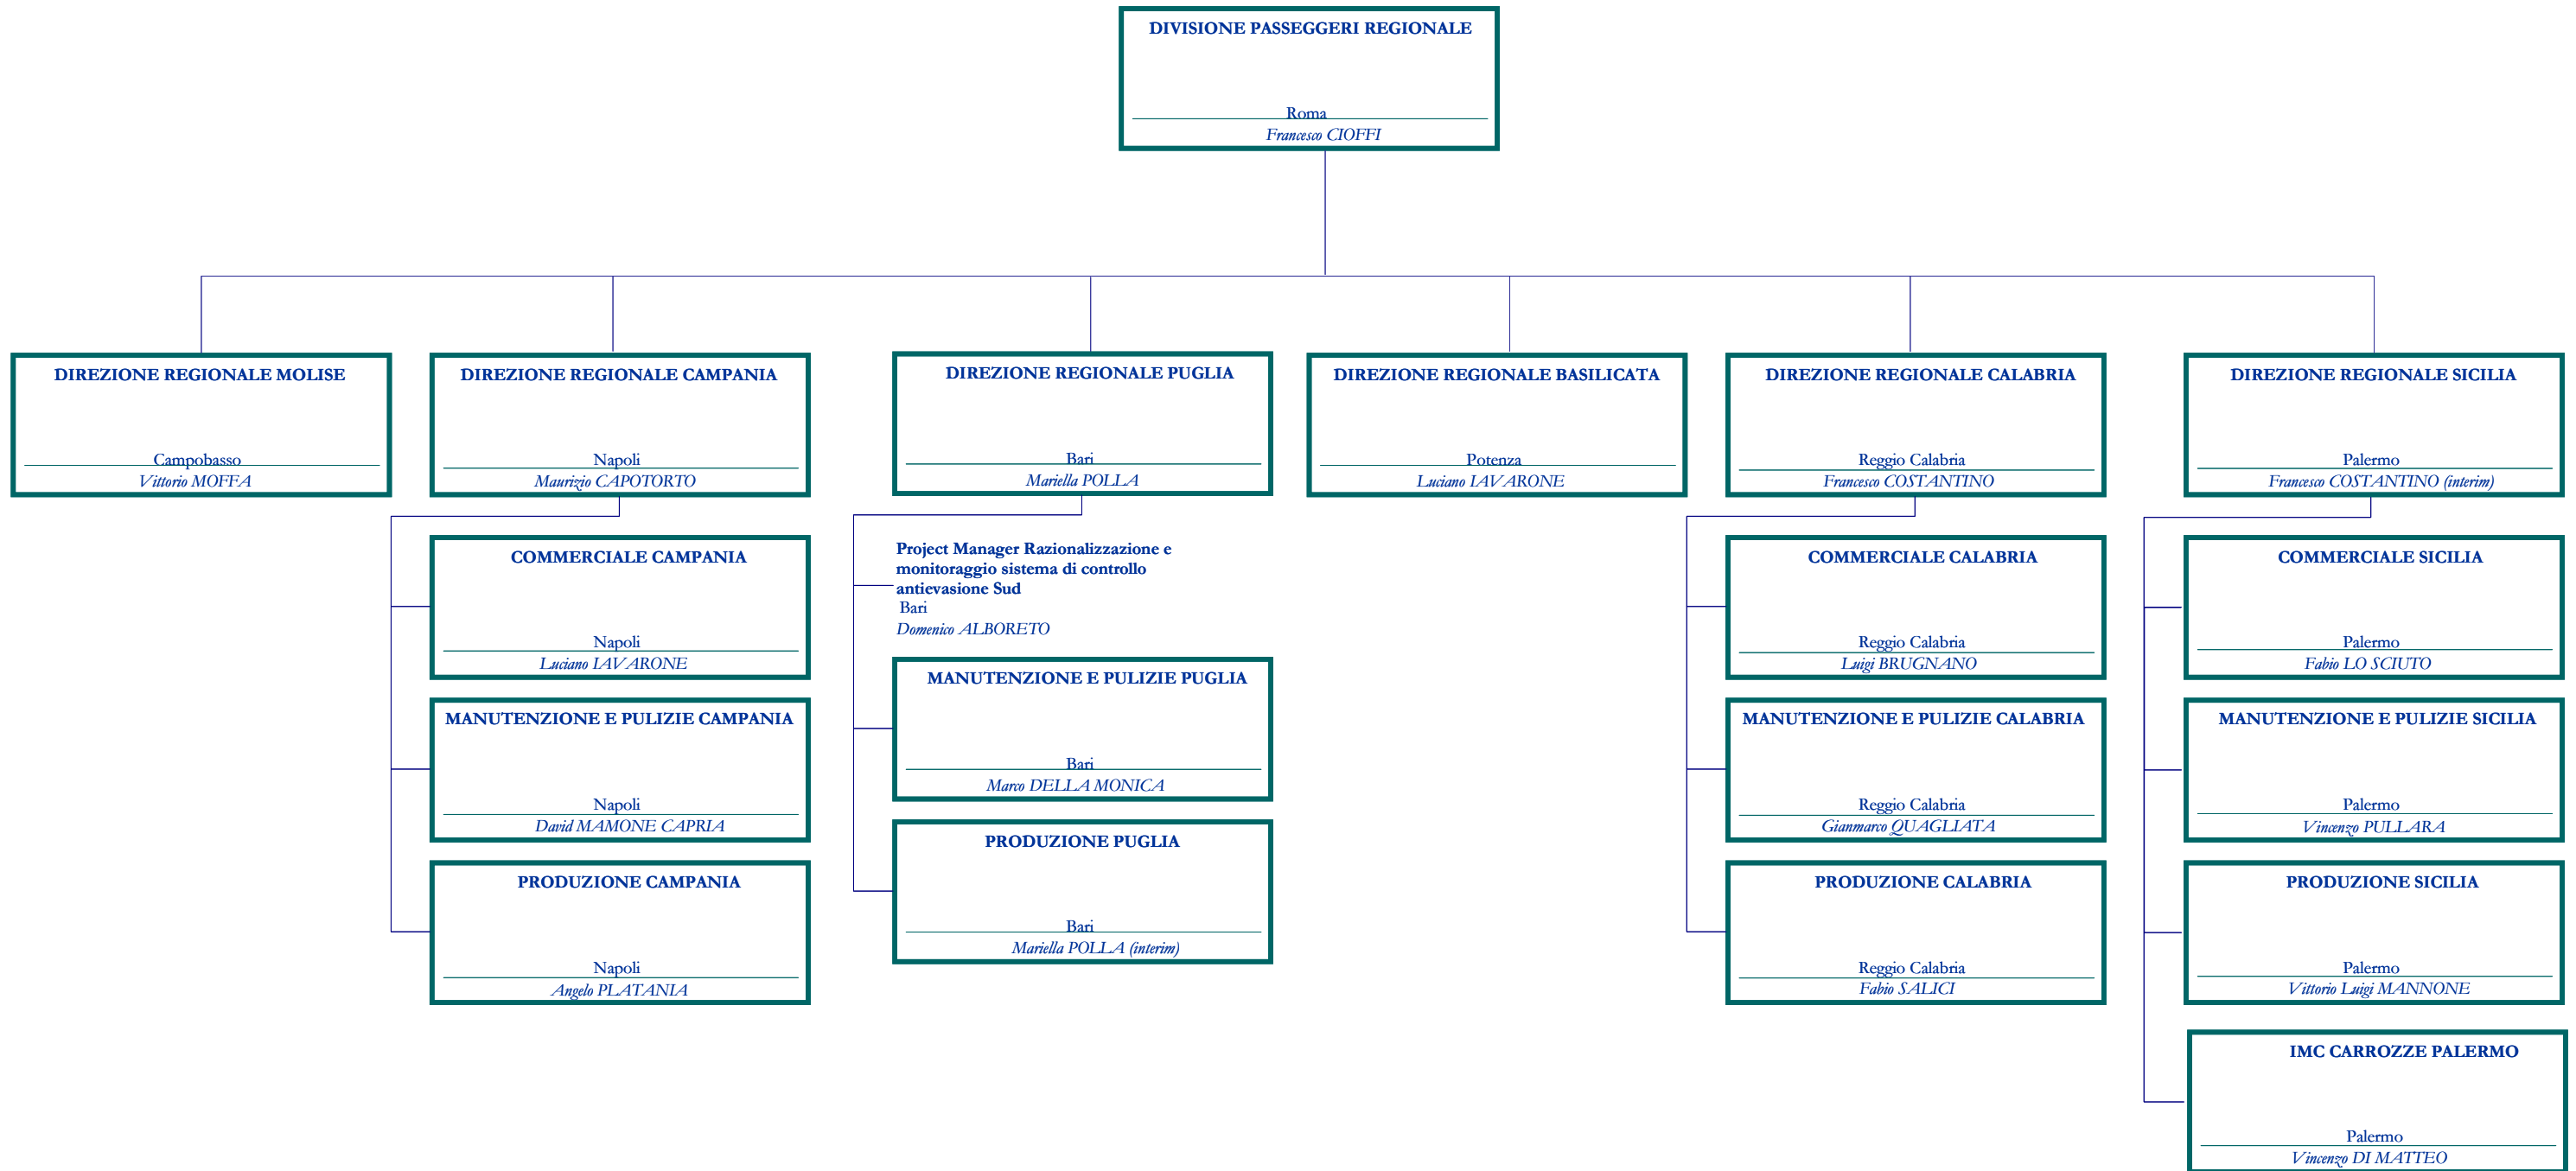 DIVISIONE PASSEGGERI REGIONALE
Roma
Francesco CIOFFI
DIREZIONE REGIONALE MOLISE
Campobasso
Vittorio MOFFA
DIREZIONE REGIONALE CAMPANIA
Napoli
Maurizio CAPOTORTO
COMMERCIALE CAMPANIA
Napoli
Luciano IAVARONE
MANUTENZIONE E PULIZIE CAMPANIA
Napoli
David MAMONE CAPRIA
PRODUZIONE CAMPANIA
Napoli
Angelo PLATANIA
DIREZIONE REGIONALE PUGLIA
Bari
Mariella POLLA
Project Manager Razionalizzazione e
monitoraggio sistema di controllo
antievasione Sud
Bari
Domenico ALBORETO
MANUTENZIONE E PULIZIE PUGLIA
Bari
Marco DELLA MONICA
PRODUZIONE PUGLIA
Bari
Mariella POLLA (interim)
DIREZIONE REGIONALE BASILICATA
Potenza
Luciano IAVARONE
DIREZIONE REGIONALE CALABRIA
Reggio Calabria
Francesco COSTANTINO
COMMERCIALE CALABRIA
Reggio Calabria
Luigi BRUGNANO
MANUTENZIONE E PULIZIE CALABRIA
Reggio Calabria
Gianmarco QUAGLIATA
PRODUZIONE CALABRIA
Reggio Calabria
Fabio SALICI
DIREZIONE REGIONALE SICILIA
Palermo
Francesco COSTANTINO (interim)
COMMERCIALE SICILIA
Palermo
Fabio LO SCIUTO
MANUTENZIONE E PULIZIE SICILIA
Palermo
Vincenzo PULLARA
PRODUZIONE SICILIA
Palermo
Vittorio Luigi MANNONE
IMC CARROZZE PALERMO
Palermo
Vincenzo DI MATTEO